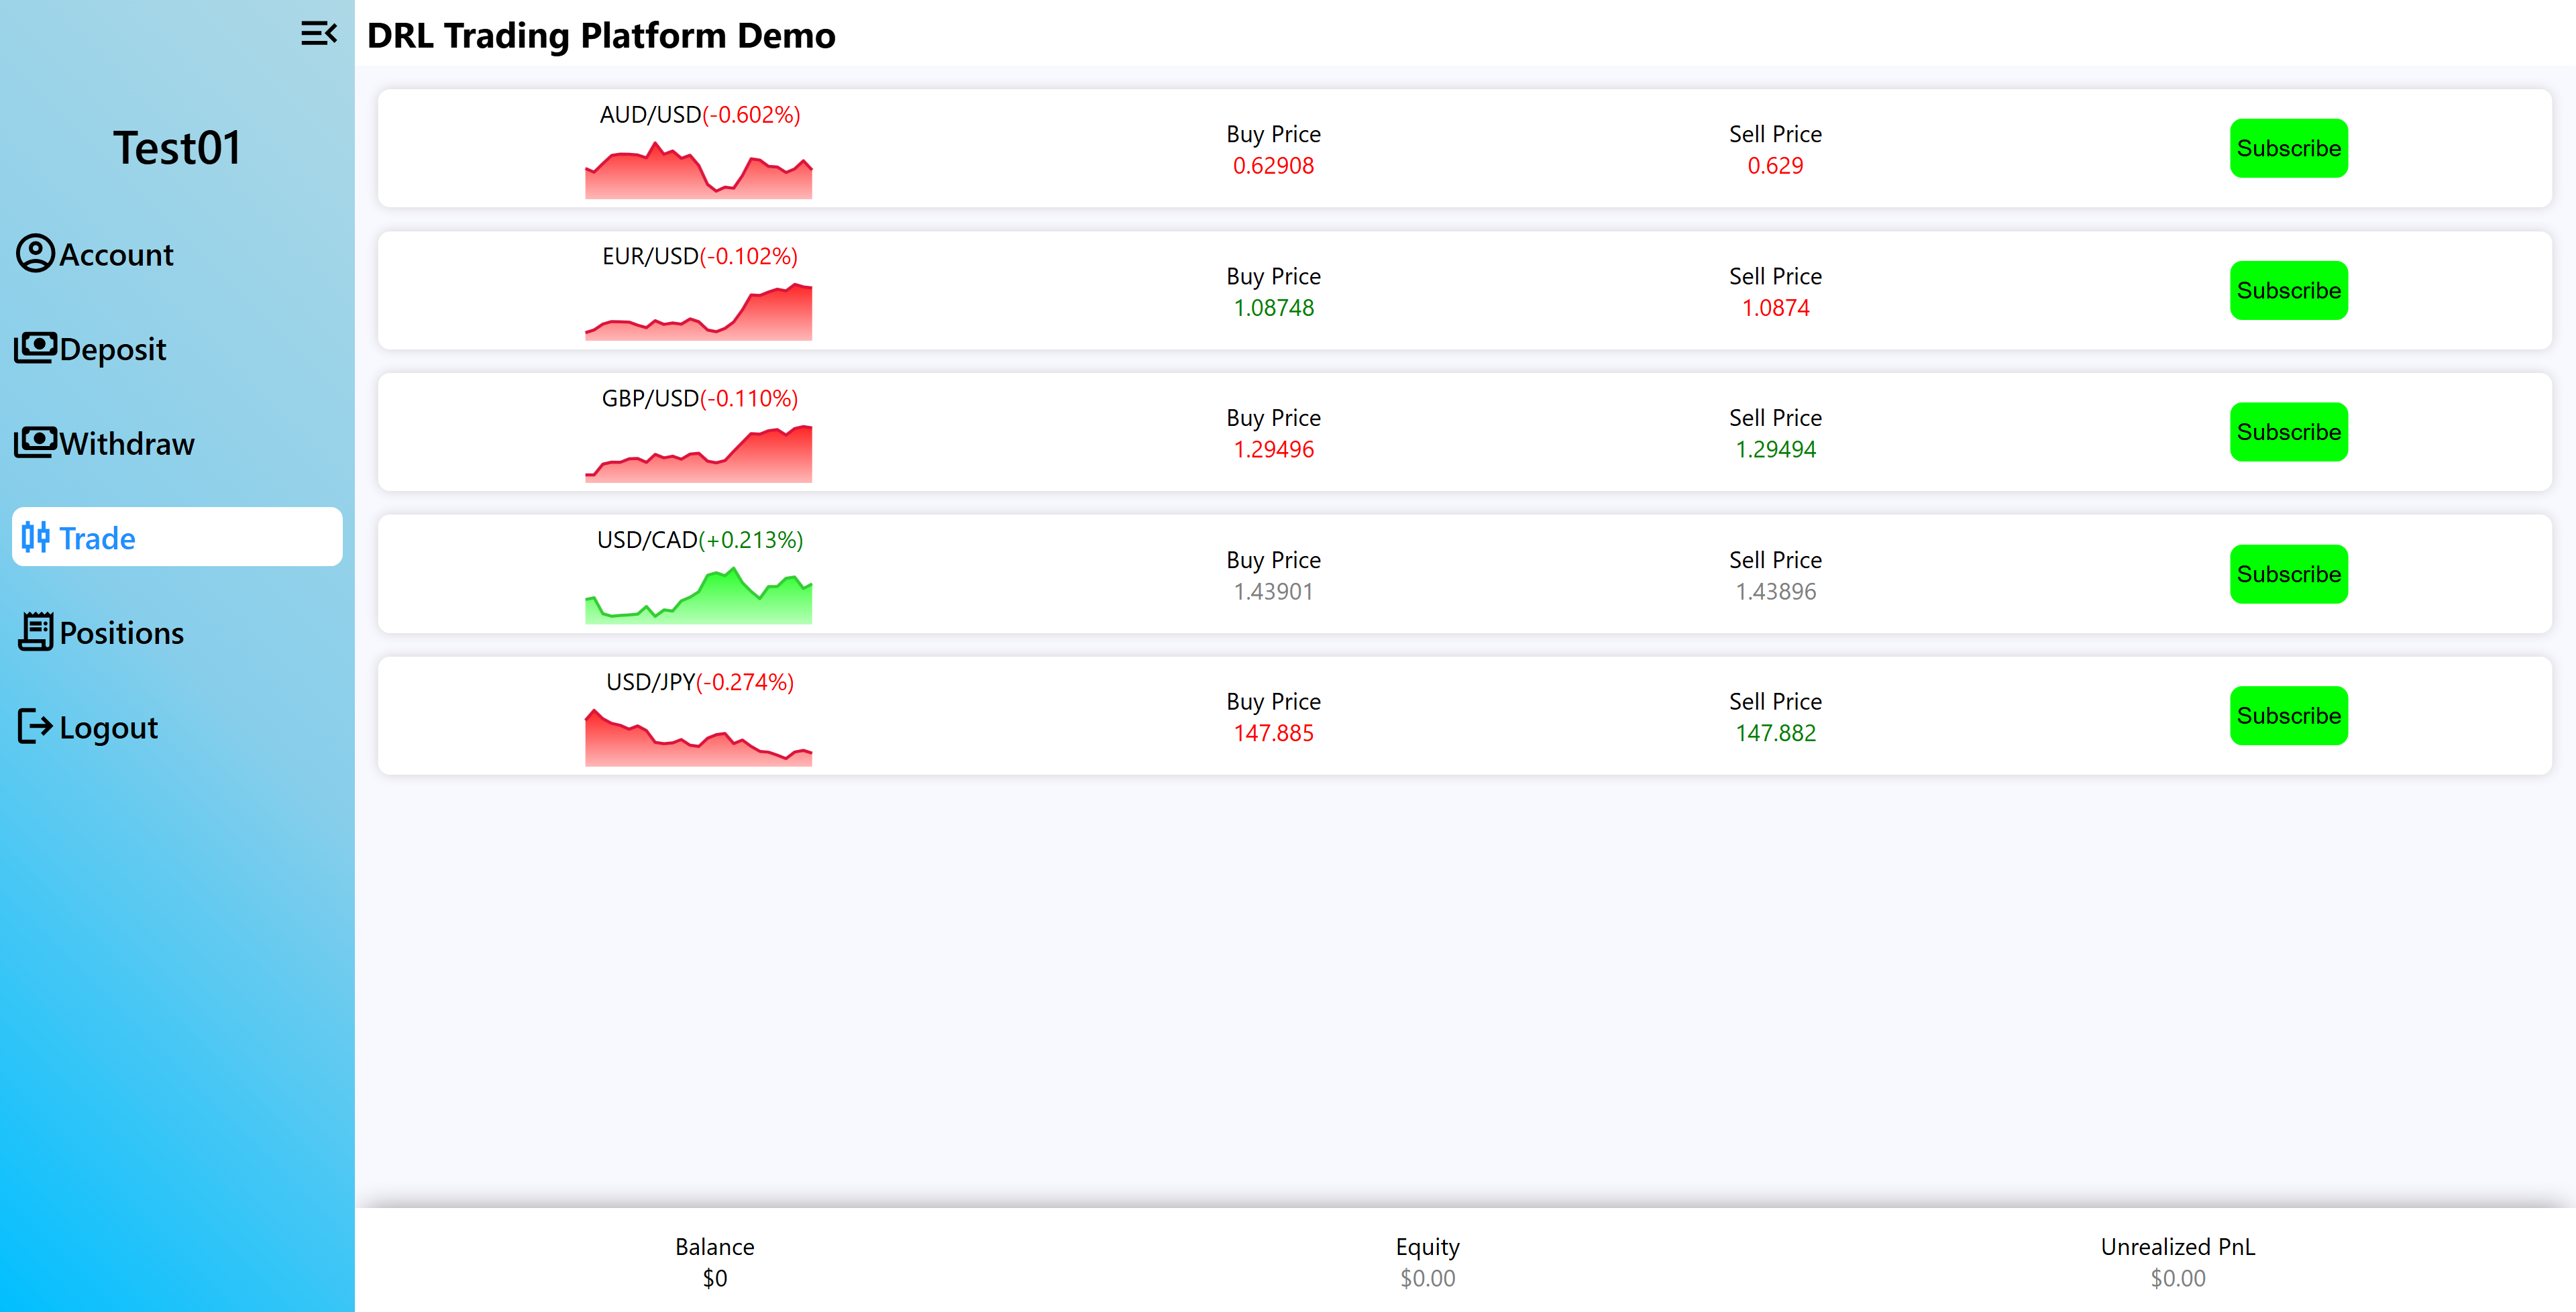 DRL Trading Platform Demo
Test01
Account
Deposit
Withdraw
Trade
Positions
Logout
AUD/USD(-0.602%)
Buy Price
0.62908
Sell Price
0.629
Subscribe
EUR/USD(-0.102%)
Buy Price
1.08748
Sell Price
1.0874
Subscribe
GBP/USD(-0.110%)
Buy Price
1.29496
Sell Price
1.29494
Subscribe
USD/CAD(+0.213%)
Buy Price
1.43901
Sell Price
1.43896
Subscribe
USD/JPY(-0.274%)
Buy Price
147.885
Sell Price
147.882
Subscribe
Balance
$0
Equity
$0.00
Unrealized PnL
$0.00